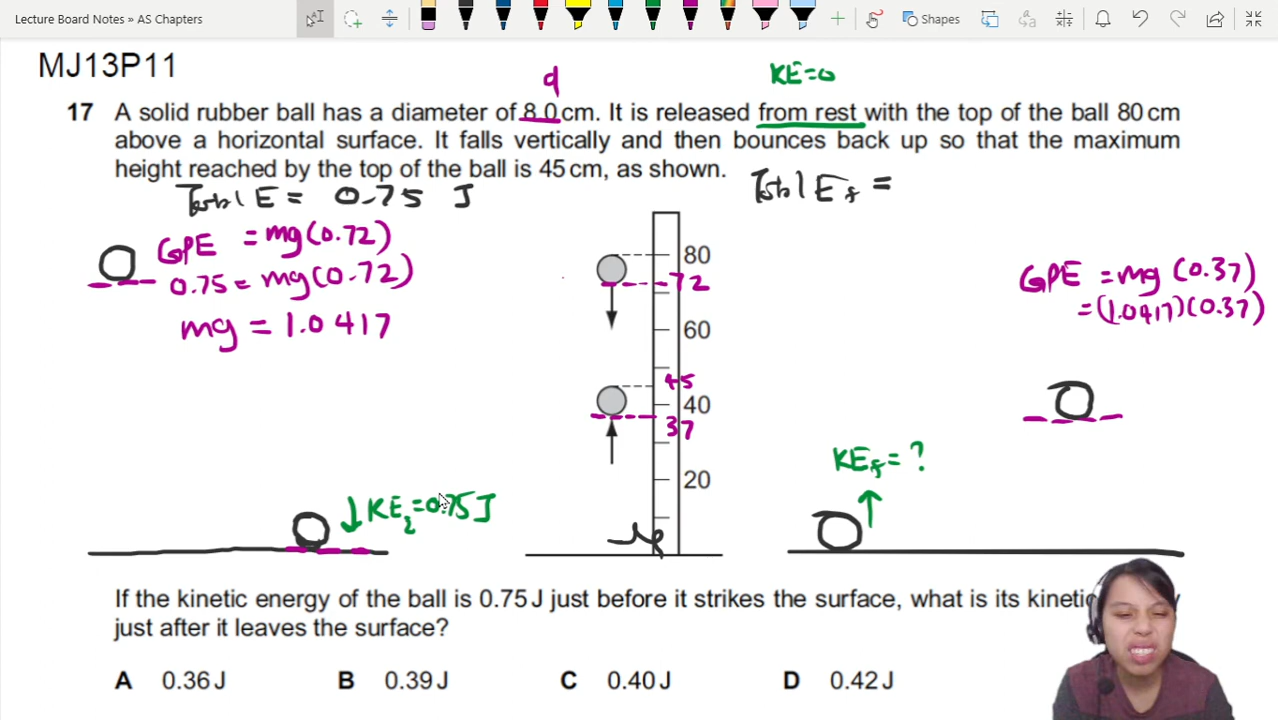 Lecture Board Notes » AS Chapters
Shapes
MJ13P11
d
KE=0
17 A solid rubber ball has a diameter of 8.0 cm. It is released from rest with the top of the ball 80 cm
above a horizontal surface. It falls vertically and then bounces back up so that the maximum
height reached by the top of the ball is 45 cm, as shown.
Total E = 0.75 J
Total Ef =
GPE = mg(0.72)
0.75 = mg(0.72)
mg = 1.0417
80
72
60
45
40
37
20
GPE = mg (0.37)
= (1.0417)(0.37)
KE2=0.75 J
KEf = ?
If the kinetic energy of the ball is 0.75 J just before it strikes the surface, what is its
just after it leaves the surface?
A 0.36 J B 0.39 J C 0.40 J D 0.42 J